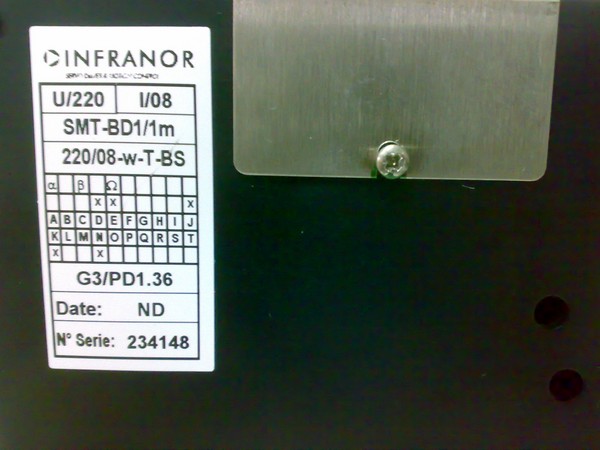 INFRANOR
U/220 I/08
SMT-BD1/1m
220/08-w-T-BS
α β Ω
X X X
A B C D E F G H I J
K L M N O P Q R S T
X X
G3/PD1.36
Date: ND
N° Serie: 234148